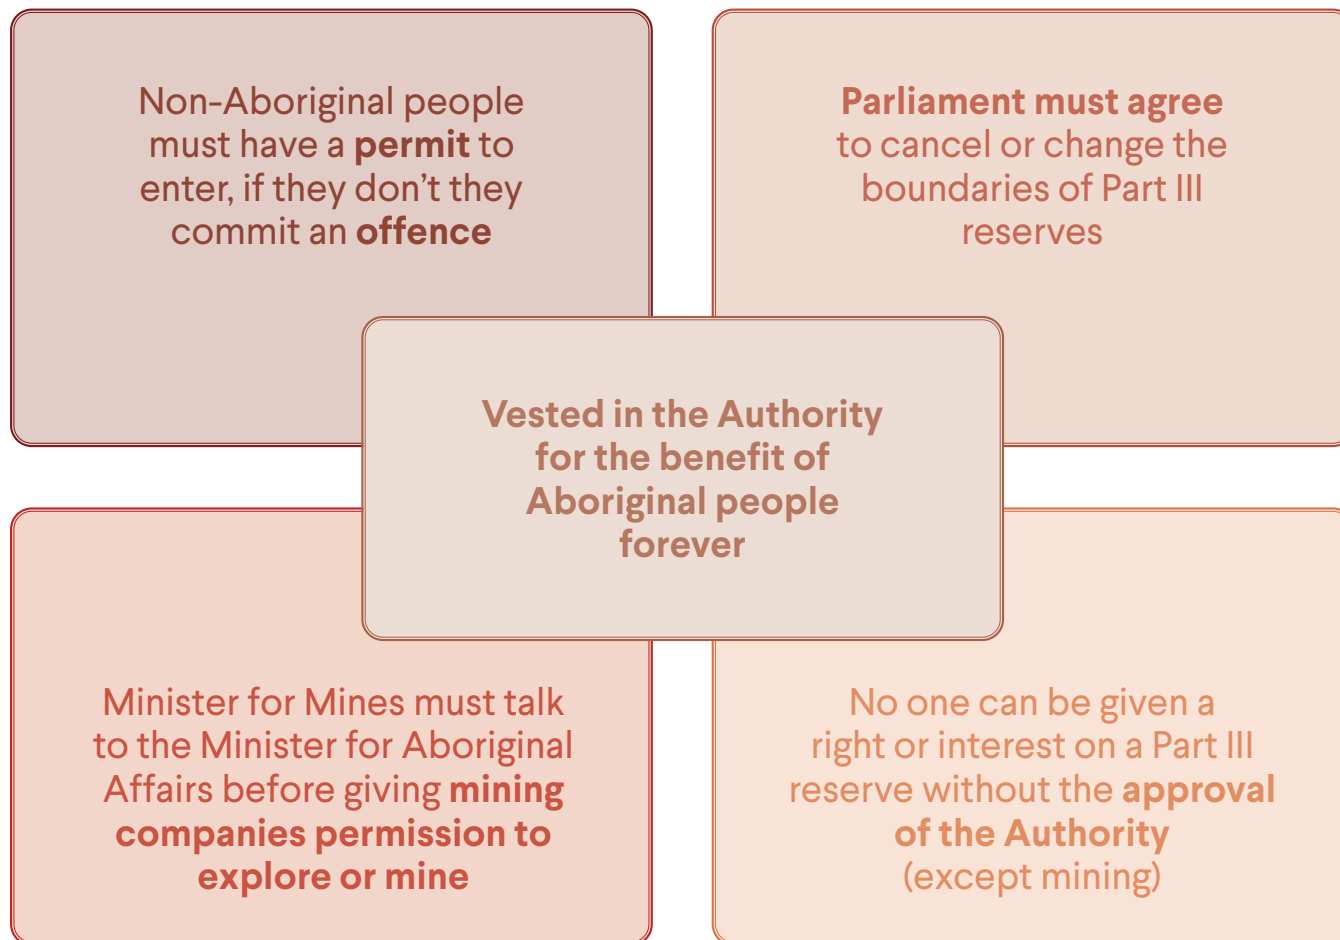 Non-Aboriginal people
must have a permit to
enter, if they don’t they
commit an offence
Parliament must agree
to cancel or change the
boundaries of Part III
reserves
Vested in the Authority
for the benefit of
Aboriginal people
forever
Minister for Mines must talk
to the Minister for Aboriginal
Affairs before giving mining
companies permission to
explore or mine
No one can be given a
right or interest on a Part III
reserve without the approval
of the Authority
(except mining)